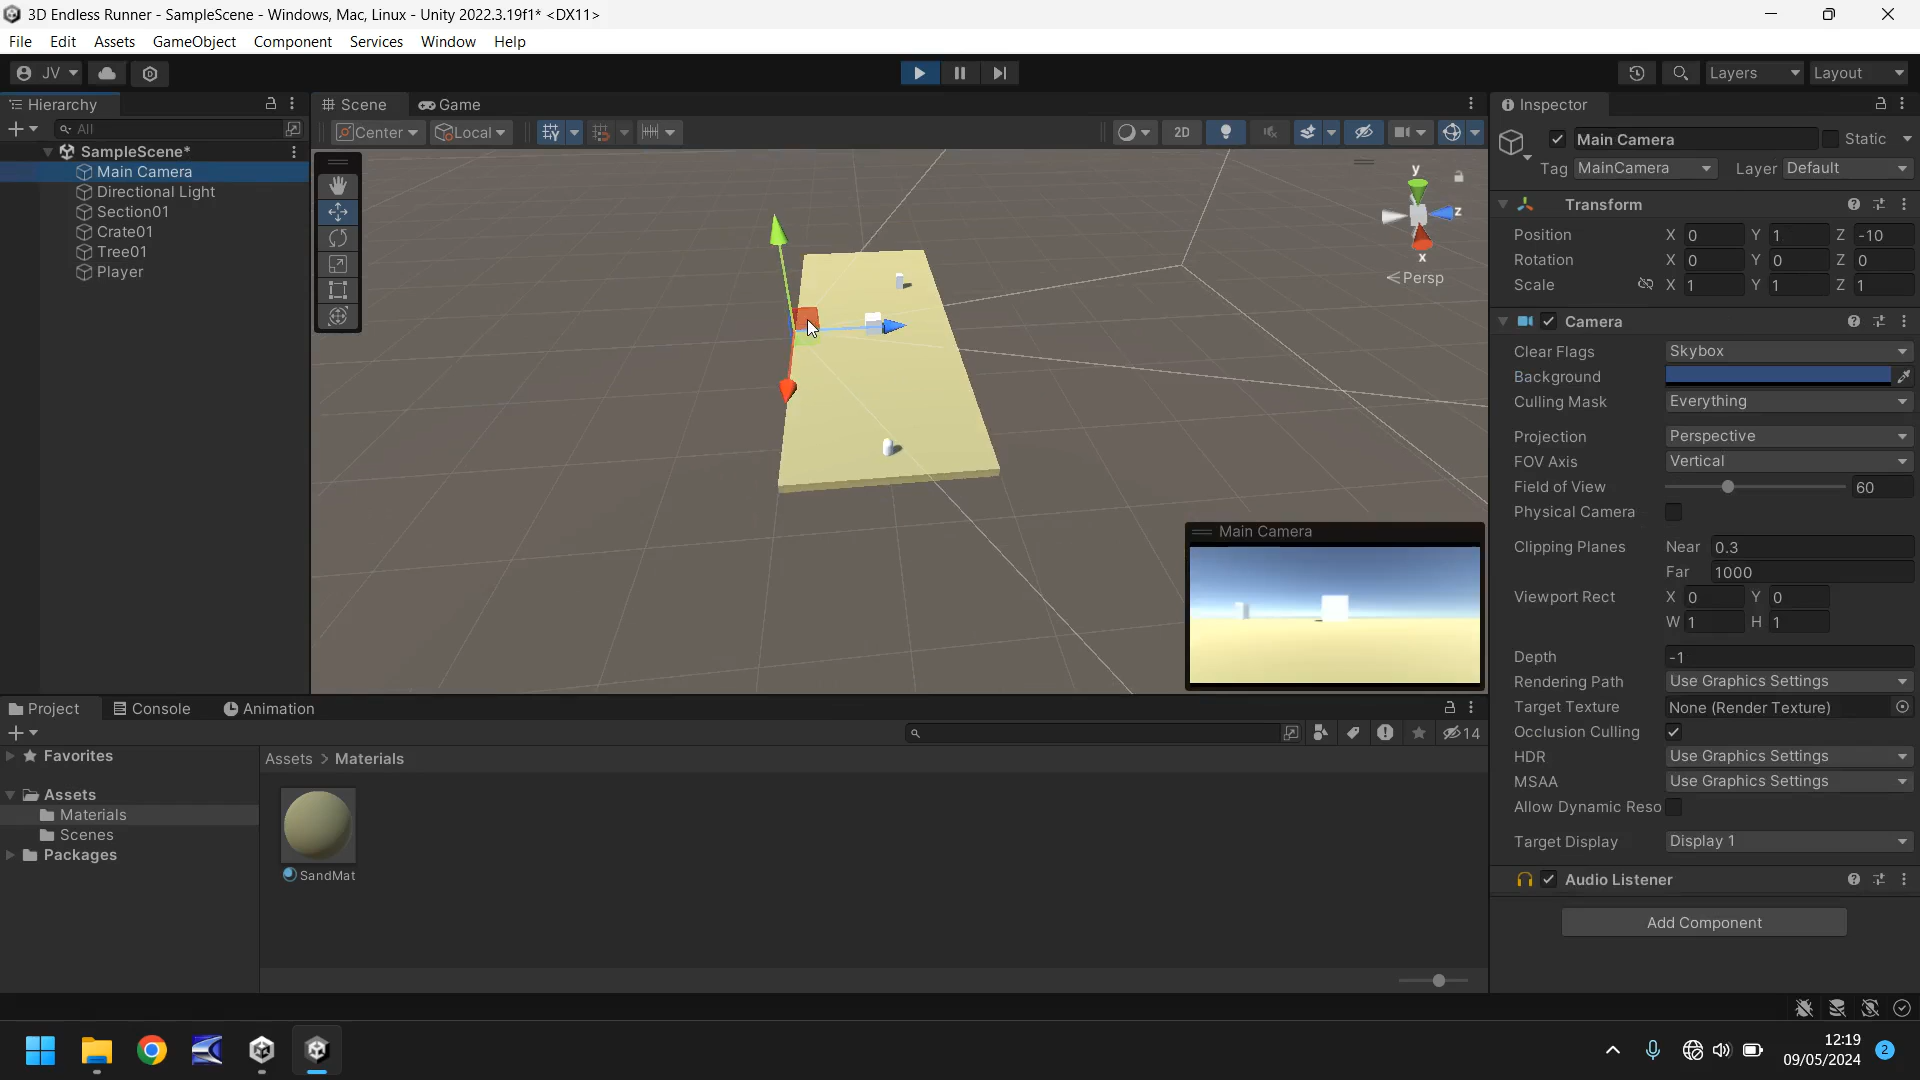 3D Endless Runner - SampleScene - Windows, Mac, Linux - Unity 2022.3.19f1* <DX11>
File Edit Assets GameObject Component Services Window Help
JV Layers Layout
Hierarchy Scene Game Inspector
All Center Local 2D Main Camera Static
SampleScene* Tag MainCamera Layer Default
Main Camera
Directional Light
Section01
Crate01
Tree01
Player
y
z
x
Persp
Transform
Position X 0 Y 1 Z -10
Rotation X 0 Y 0 Z 0
Scale X 1 Y 1 Z 1
Camera
Clear Flags Skybox
Background
Culling Mask Everything
Projection Perspective
FOV Axis Vertical
Field of View 60
Physical Camera
Main Camera
Clipping Planes Near 0.3
Far 1000
Viewport Rect X 0 Y 0
W 1 H 1
Depth -1
Rendering Path Use Graphics Settings
Target Texture None (Render Texture)
Occlusion Culling
HDR Use Graphics Settings
MSAA Use Graphics Settings
Allow Dynamic Reso
Target Display Display 1
Audio Listener
Add Component
Project Console Animation
14
Favorites
Assets
Materials
Scenes
Packages
Assets > Materials
SandMat
12:19
09/05/2024
2